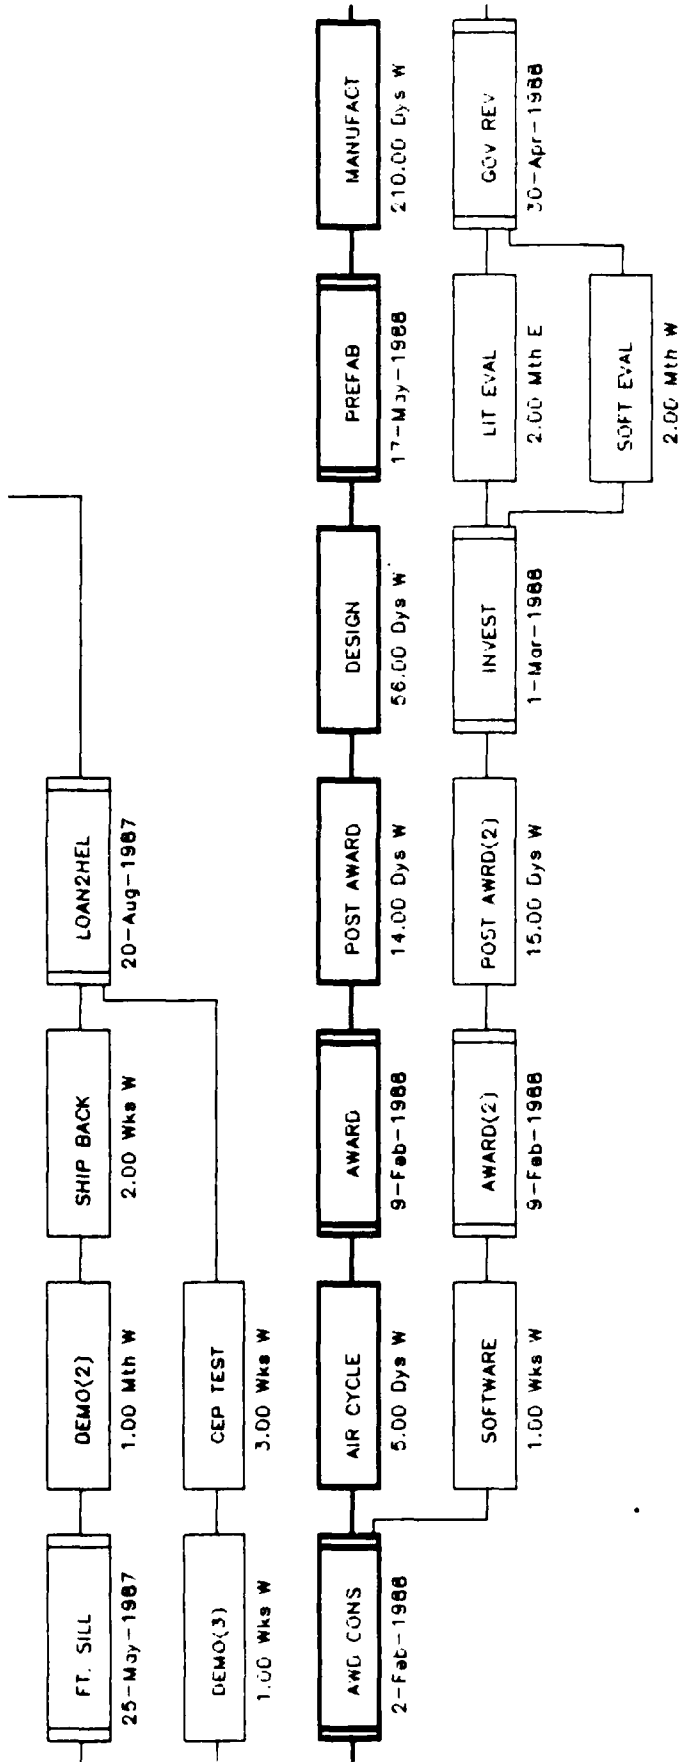 FT. SILL
25-May-1987
DEMO(2)
1.00 Mth W
SHIP BACK
2.00 Wks W
LOAN2HEL
20-Aug-1987
DEMO(3)
1.00 Wks W
CEP TEST
3.00 Wks W
AWD CONS
2-Feb-1988
AIR CYCLE
5.00 Dys W
AWARD
9-Feb-1988
POST AWARD
14.00 Dys W
DESIGN
56.00 Dys W
PREFAB
17-May-1988
MANUFACT
210.00 Dys W
SOFTWARE
1.00 Wks W
AWARD(2)
9-Feb-1988
POST AWRD(2)
15.00 Dys W
INVEST
1-Mar-1988
LIT EVAL
2.00 Mth E
GOV REV
30-Apr-1988
SOFT EVAL
2.00 Mth W